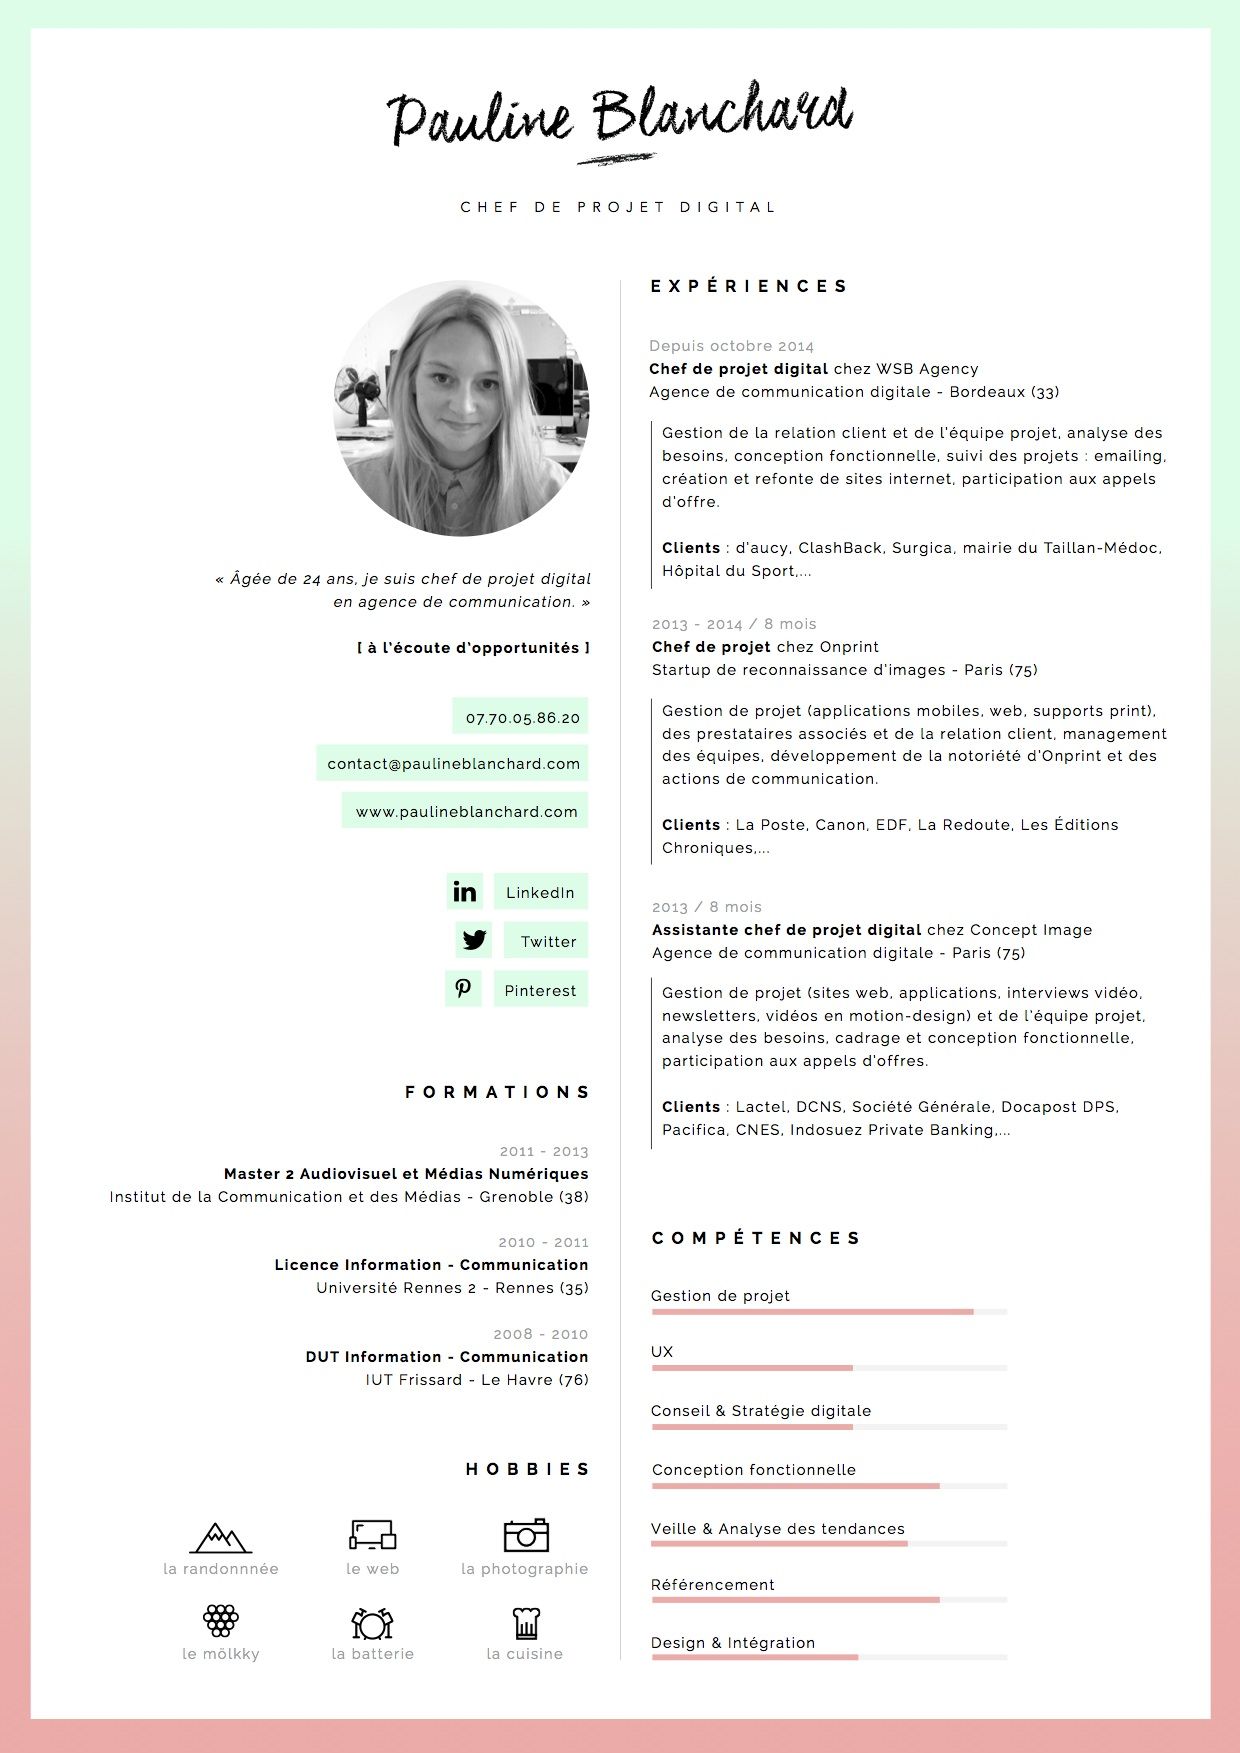 Pauline Blanchard
CHEF DE PROJET DIGITAL
« Âgée de 24 ans, je suis chef de projet digital
en agence de communication. »
[ à l'écoute d'opportunités ]
07.70.05.86.20
contact@paulineblanchard.com
www.paulineblanchard.com
in LinkedIn
Twitter
Pinterest
FORMATIONS
2011 - 2013
Master 2 Audiovisuel et Médias Numériques
Institut de la Communication et des Médias - Grenoble (38)
2010 - 2011
Licence Information - Communication
Université Rennes 2 - Rennes (35)
2008 - 2010
DUT Information - Communication
IUT Frissard - Le Havre (76)
HOBBIES
la randonnnée le web la photographie
le mölkky la batterie la cuisine
EXPÉRIENCES
Depuis octobre 2014
Chef de projet digital chez WSB Agency
Agence de communication digitale - Bordeaux (33)
Gestion de la relation client et de l'équipe projet, analyse des
besoins, conception fonctionnelle, suivi des projets : emailing,
création et refonte de sites internet, participation aux appels
d'offre.
Clients : d'aucy, ClashBack, Surgica, mairie du Taillan-Médoc,
Hôpital du Sport,...
2013 - 2014 / 8 mois
Chef de projet chez Onprint
Startup de reconnaissance d'images - Paris (75)
Gestion de projet (applications mobiles, web, supports print),
des prestataires associés et de la relation client, management
des équipes, développement de la notoriété d'Onprint et des
actions de communication.
Clients : La Poste, Canon, EDF, La Redoute, Les Éditions
Chroniques,...
2013 / 8 mois
Assistante chef de projet digital chez Concept Image
Agence de communication digitale - Paris (75)
Gestion de projet (sites web, applications, interviews vidéo,
newsletters, vidéos en motion-design) et de l'équipe projet,
analyse des besoins, cadrage et conception fonctionnelle,
participation aux appels d'offres.
Clients : Lactel, DCNS, Société Générale, Docapost DPS,
Pacifica, CNES, Indosuez Private Banking,...
COMPÉTENCES
Gestion de projet
UX
Conseil & Stratégie digitale
Conception fonctionnelle
Veille & Analyse des tendances
Référencement
Design & Intégration